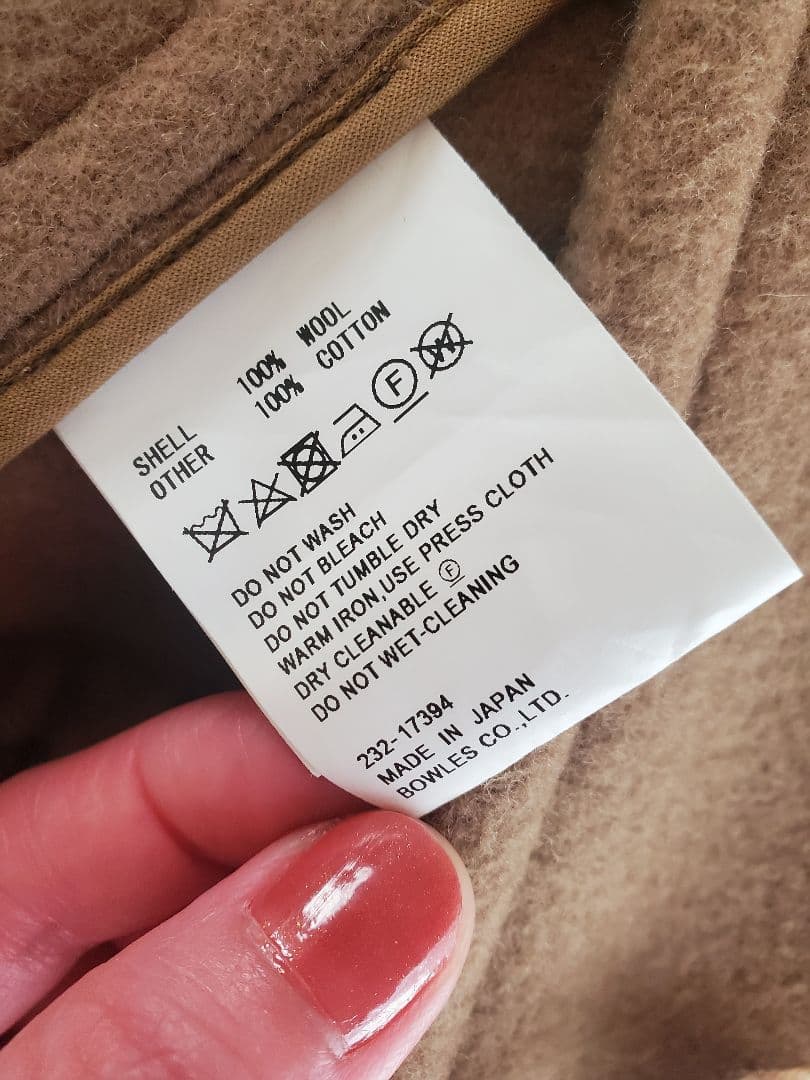 SHELL 100% WOOL
OTHER 100% COTTON
F W
DO NOT WASH
DO NOT BLEACH
DO NOT TUMBLE DRY
WARM IRON,USE PRESS CLOTH
DRY CLEANABLE Ⓕ
DO NOT WET-CLEANING
232-17394
MADE IN JAPAN
BOWLES CO.,LTD.